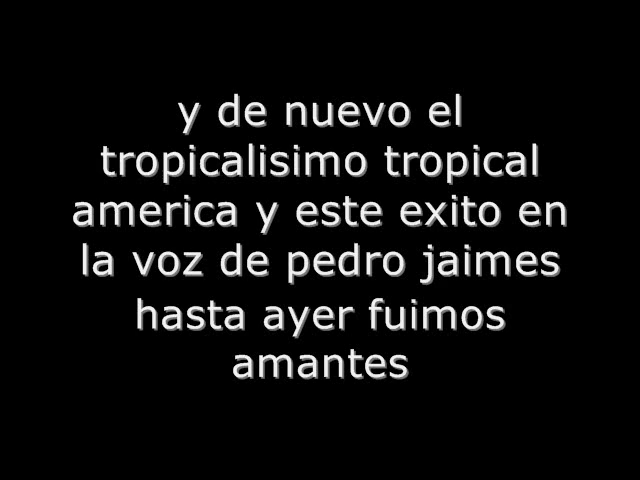 y de nuevo el
tropicalisimo tropical
america y este exito en
la voz de pedro jaimes
hasta ayer fuimos
amantes